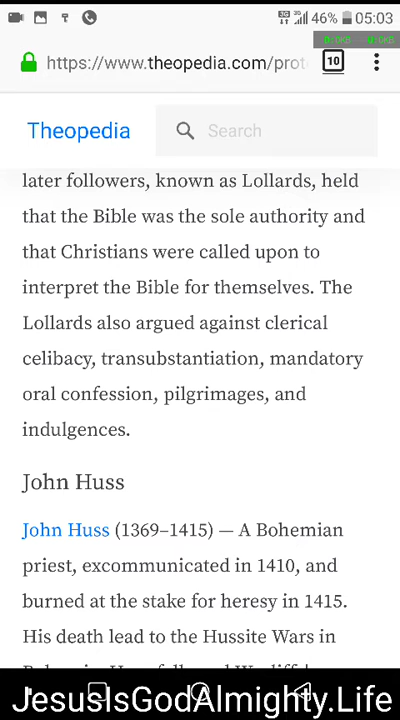 46% 05:03
https://www.theopedia.com/prot
10
Theopedia
Search
later followers, known as Lollards, held
that the Bible was the sole authority and
that Christians were called upon to
interpret the Bible for themselves. The
Lollards also argued against clerical
celibacy, transubstantiation, mandatory
oral confession, pilgrimages, and
indulgences.
John Huss
John Huss (1369–1415) — A Bohemian
priest, excommunicated in 1410, and
burned at the stake for heresy in 1415.
His death lead to the Hussite Wars in
JesusIsGodAlmighty.Life